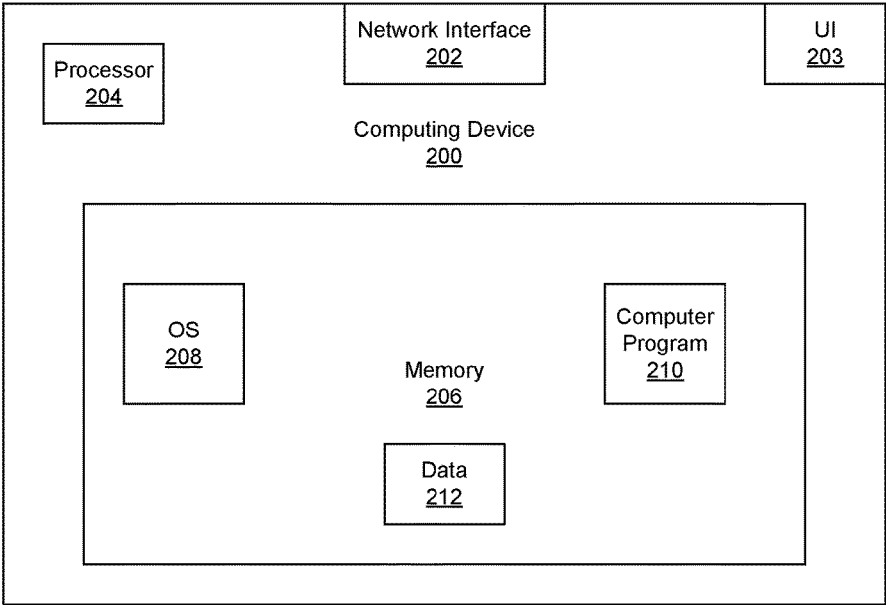 Network Interface
202
UI
203
Processor
204
Computing Device
200
OS
208
Computer
Program
210
Memory
206
Data
212